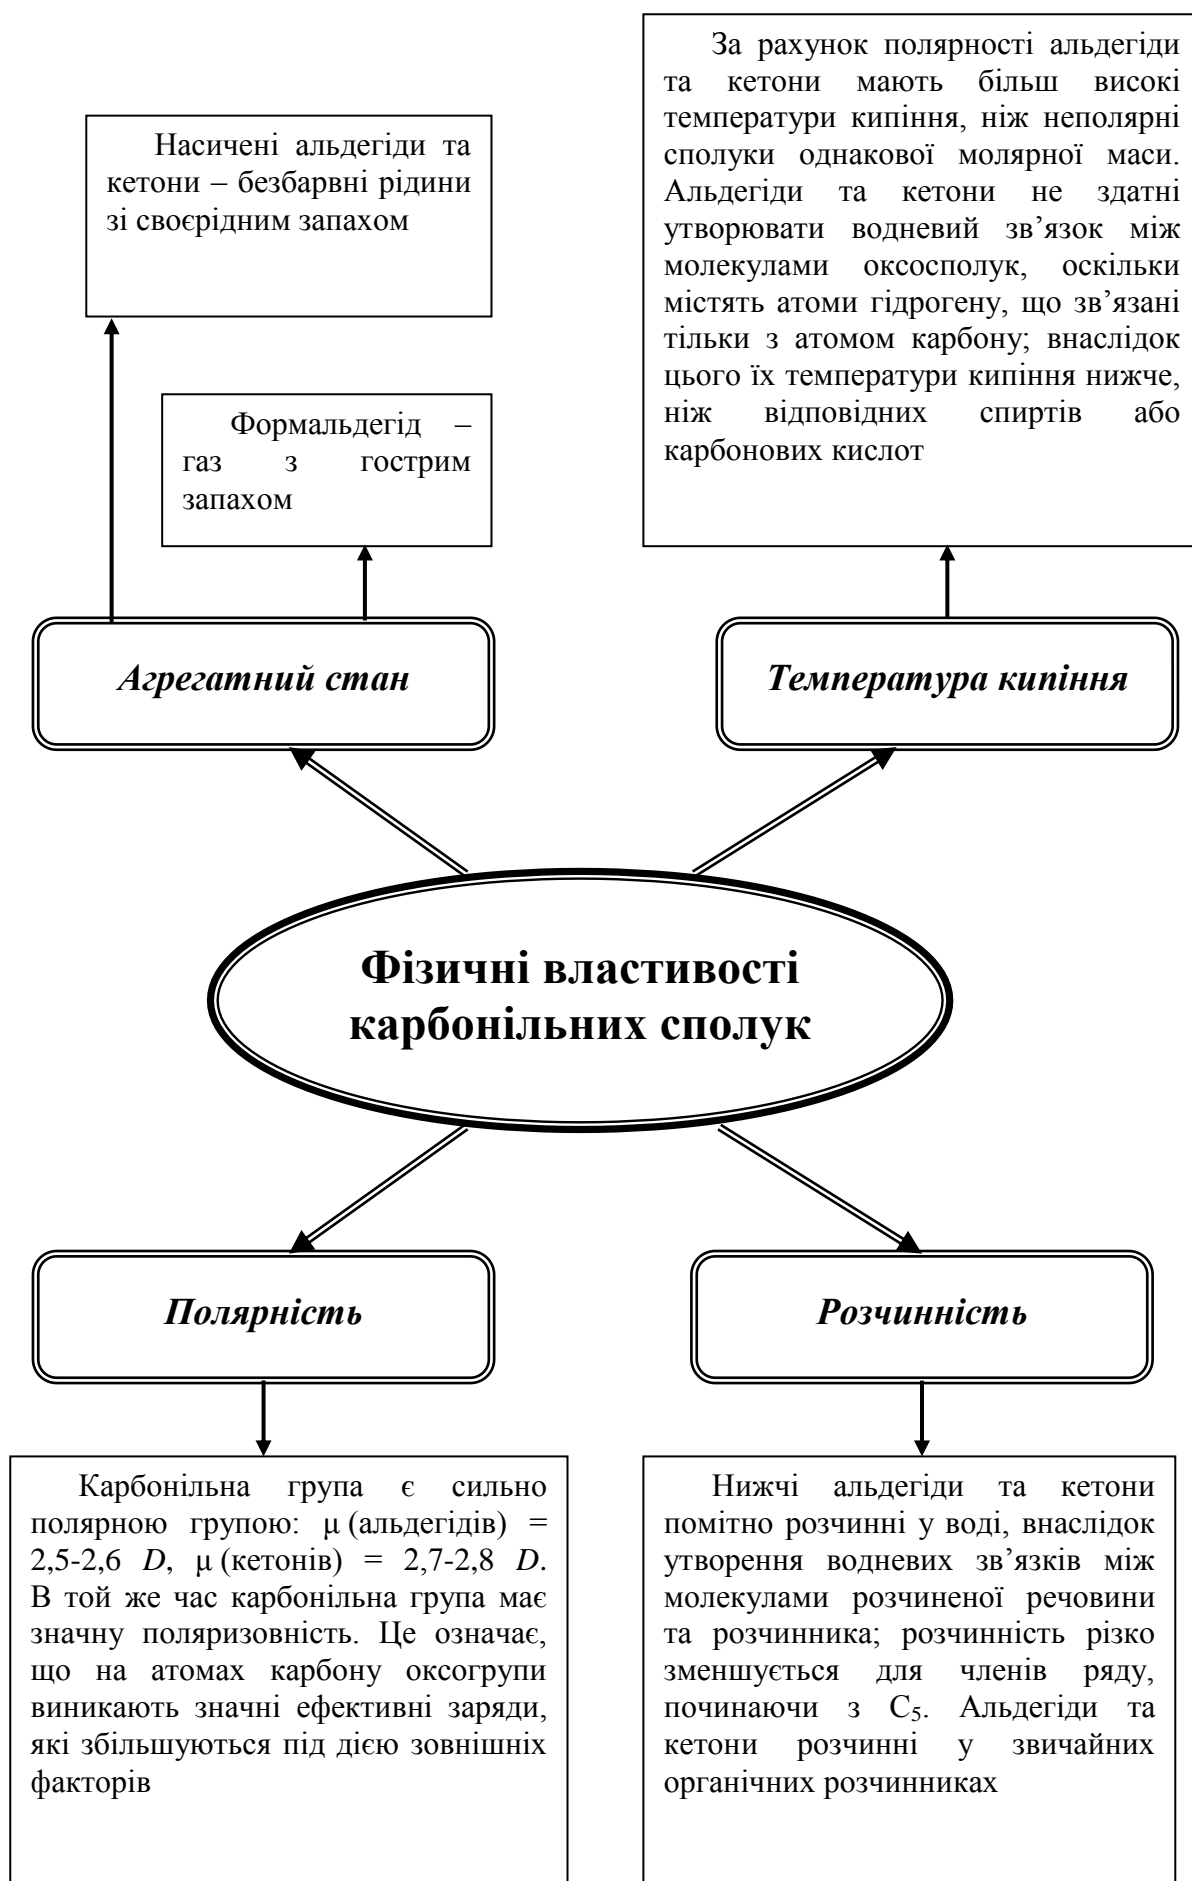 Насичені альдегіди та
кетони – безбарвні рідини
зі своєрідним запахом
Формальдегід –
газ з гострим
запахом
За рахунок полярності альдегіди
та кетони мають більш високі
температури кипіння, ніж неполярні
сполуки однакової молярної маси.
Альдегіди та кетони не здатні
утворювати водневий зв’язок між
молекулами оксосполук, оскільки
містять атоми гідрогену, що зв’язані
тільки з атомом карбону; внаслідок
цього їх температури кипіння нижче,
ніж відповідних спиртів або
карбонових кислот
Агрегатний стан
Температура кипіння
Фізичні властивості
карбонільних сполук
Полярність
Розчинність
Карбонільна група є сильно
полярною групою: μ (альдегідів) =
2,5-2,6 D, μ (кетонів) = 2,7-2,8 D.
В той же час карбонільна група має
значну поляризовність. Це означає,
що на атомах карбону оксогрупи
виникають значні ефективні заряди,
які збільшуються під дією зовнішніх
факторів
Нижчі альдегіди та кетони
помітно розчинні у воді, внаслідок
утворення водневих зв’язків між
молекулами розчиненої речовини
та розчинника; розчинність різко
зменшується для членів ряду,
починаючи з C₅. Альдегіди та
кетони розчинні у звичайних
органічних розчинниках